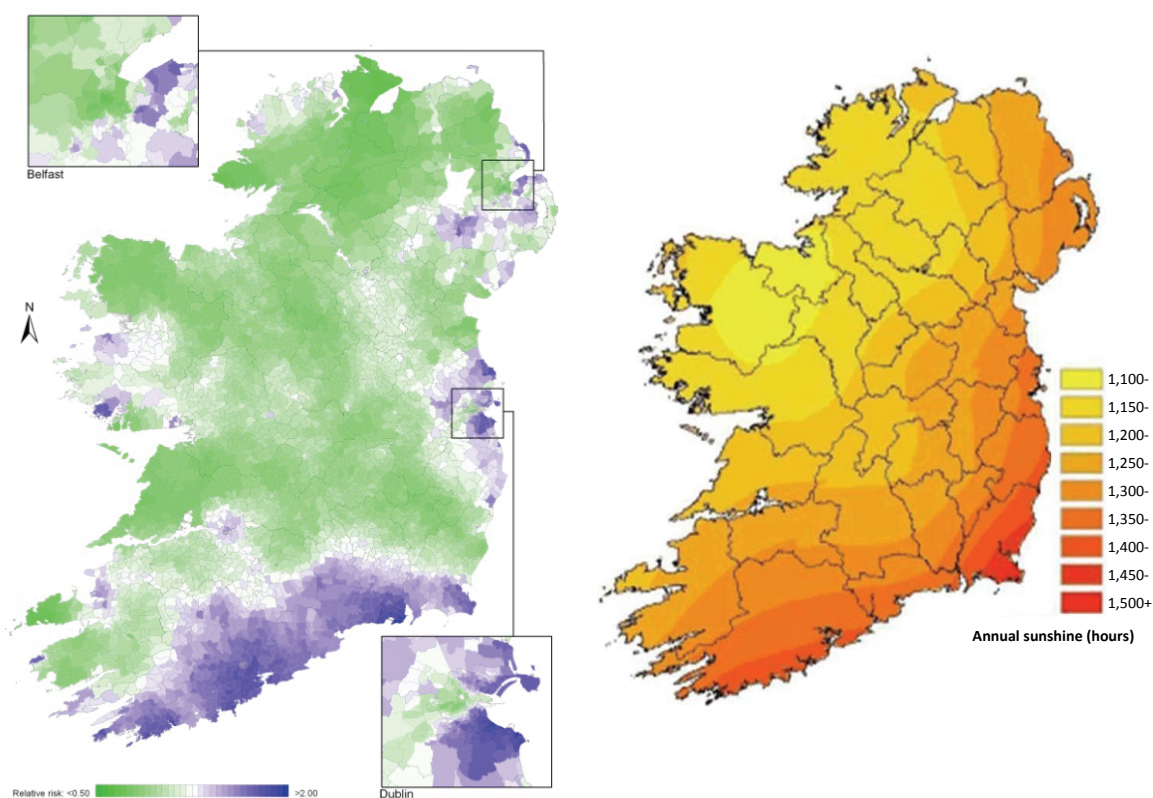 Belfast
N
Relative risk: <0.50
>2.00
Dublin
1,100-
1,150-
1,200-
1,250-
1,300-
1,350-
1,400-
1,450-
1,500+
Annual sunshine (hours)